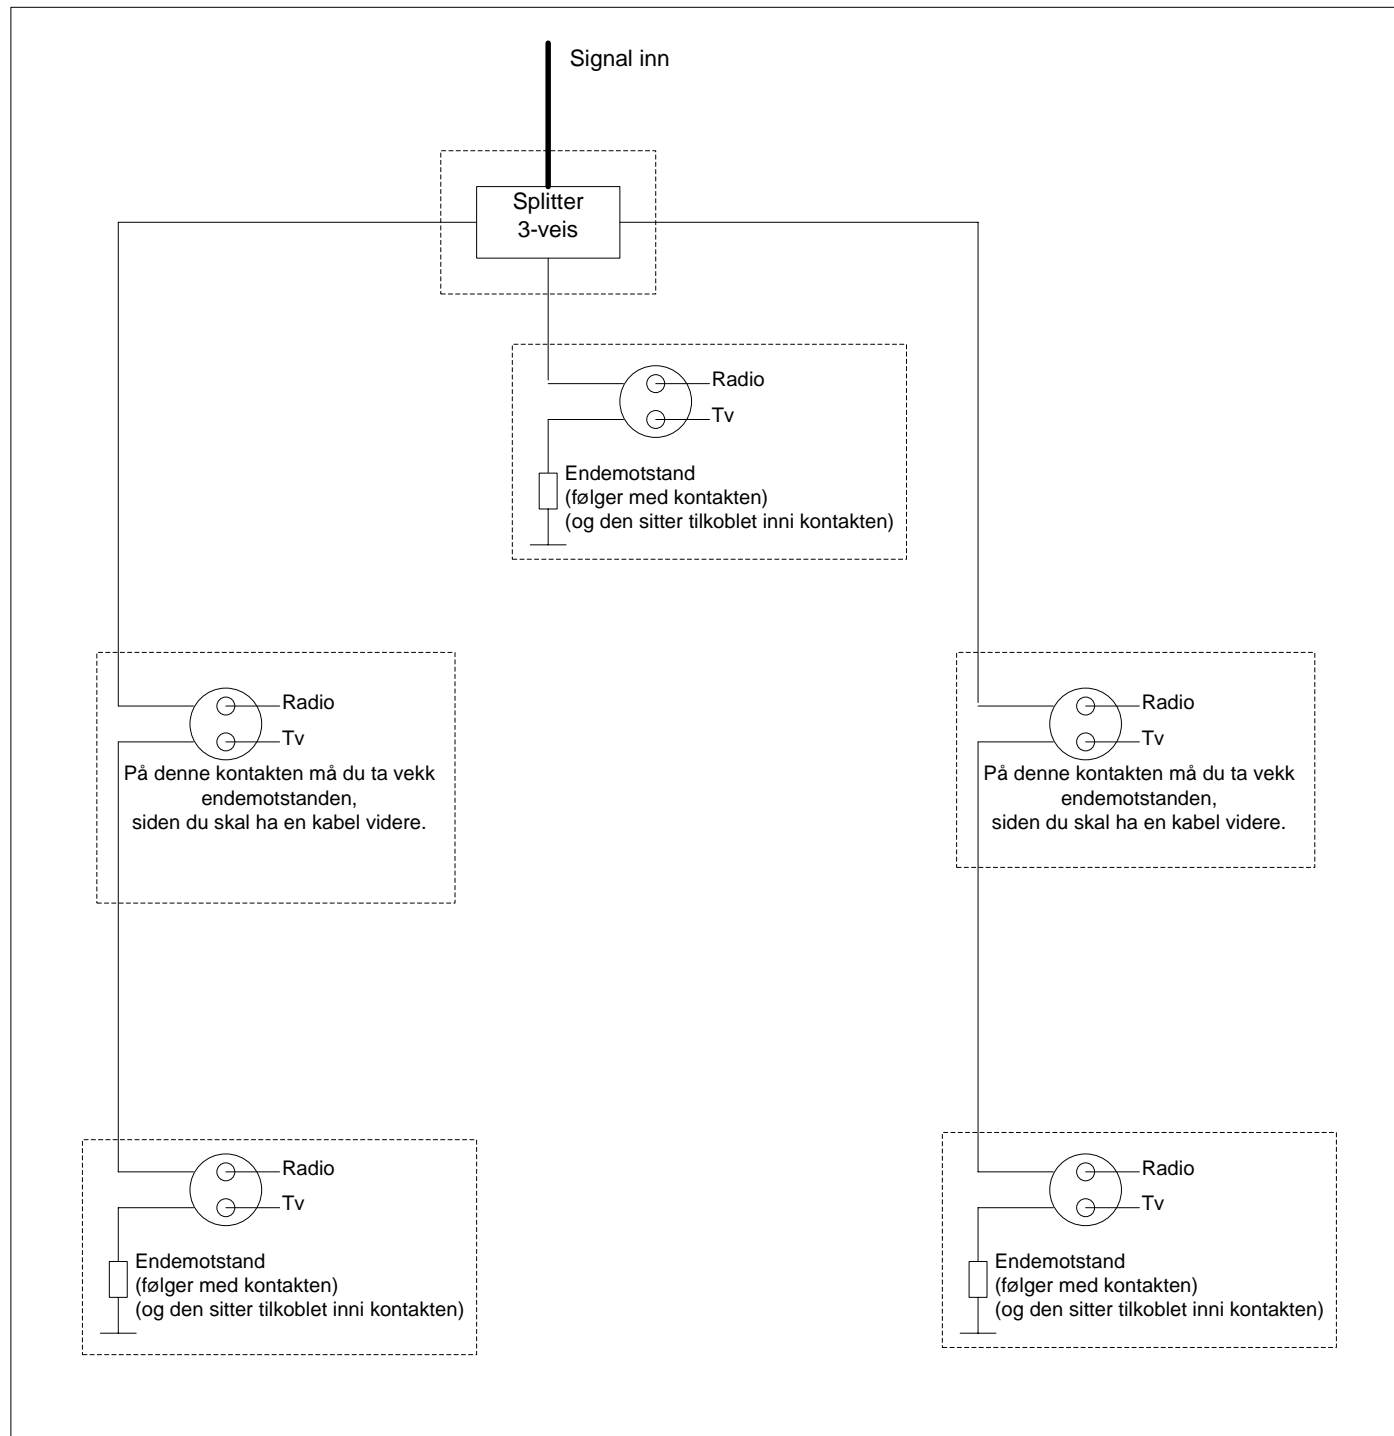 Signal inn
Splitter
3-veis
Radio
Tv
Endemotstand
(følger med kontakten)
(og den sitter tilkoblet inni kontakten)
Radio
Tv
På denne kontakten må du ta vekk
endemotstanden,
siden du skal ha en kabel videre.
Radio
Tv
På denne kontakten må du ta vekk
endemotstanden,
siden du skal ha en kabel videre.
Radio
Tv
Endemotstand
(følger med kontakten)
(og den sitter tilkoblet inni kontakten)
Radio
Tv
Endemotstand
(følger med kontakten)
(og den sitter tilkoblet inni kontakten)